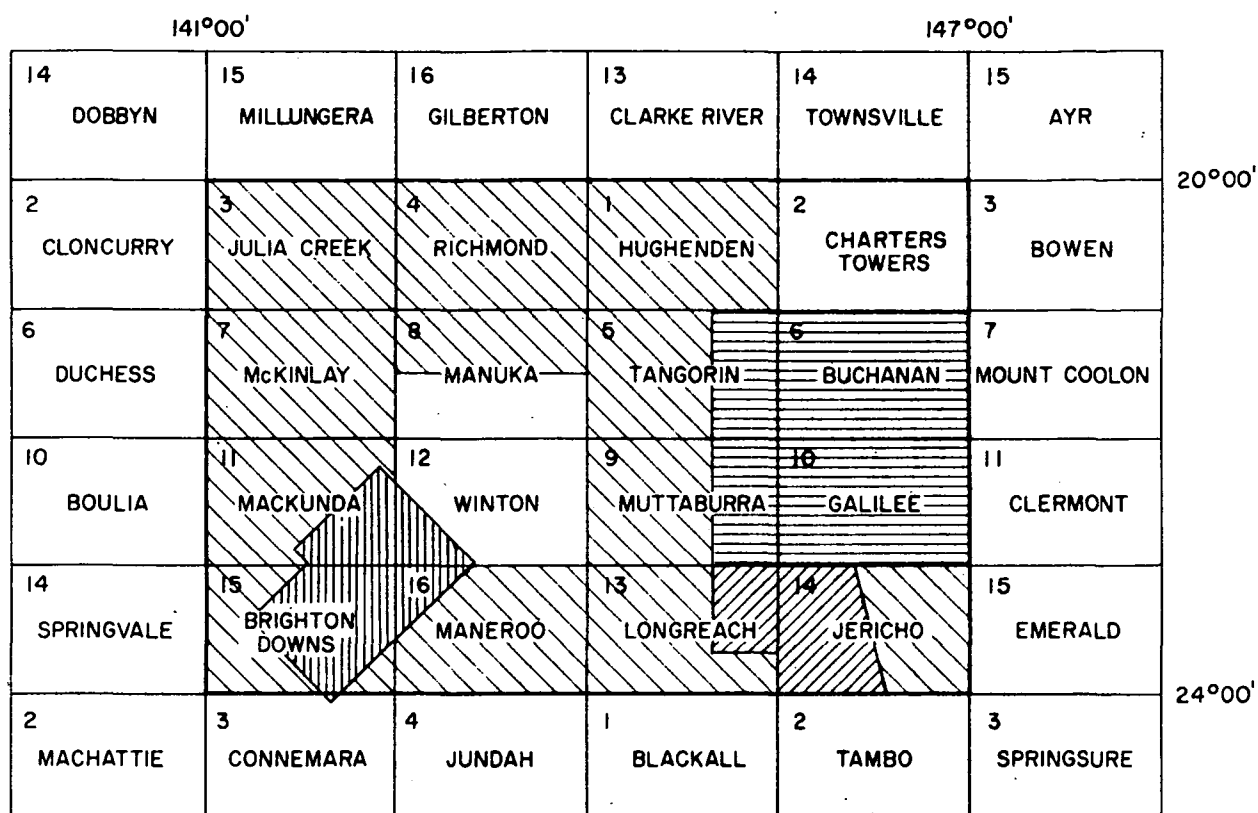 141°00' 147°00'
14 15 16 13 14 15
DOBBYN MILLUNGERA GILBERTON CLARKE RIVER TOWNSVILLE AYR
20°00'
2 3 4 1 2 3
CLONCURRY JULIA CREEK RICHMOND HUGHENDEN CHARTERS TOWERS BOWEN
6 7 8 5 6 7
DUCHESS McKINLAY MANUKA TANGORIN BUCHANAN MOUNT COOLON
10 11 12 9 10 11
BOULIA MACKUNDA WINTON MUTTABURRA GALILEE CLERMONT
14 15 16 13 14 15
SPRINGVALE BRIGHTON DOWNS MANEROO LONGREACH JERICHO EMERALD
24°00'
2 3 4 1 2 3
MACHATTIE CONNEMARA JUNDAH BLACKALL TAMBO SPRINGSURE